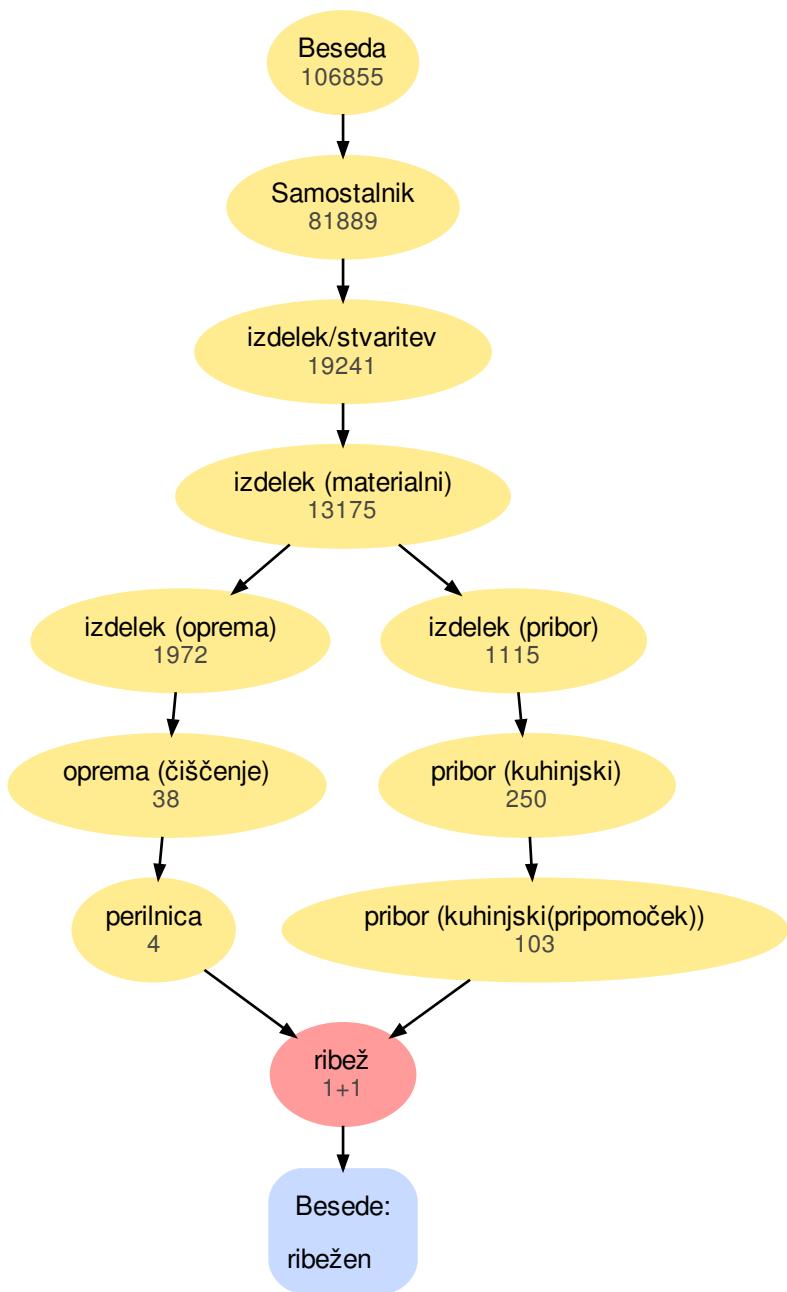 Beseda
106855
Samostalnik
81889
izdelek/stvaritev
19241
izdelek (materialni)
13175
izdelek (oprema)
1972
izdelek (pribor)
1115
oprema (čiščenje)
38
pribor (kuhinjski)
250
perilnica
4
pribor (kuhinjski(pripomoček))
103
ribež
1+1
Besede:
ribežen